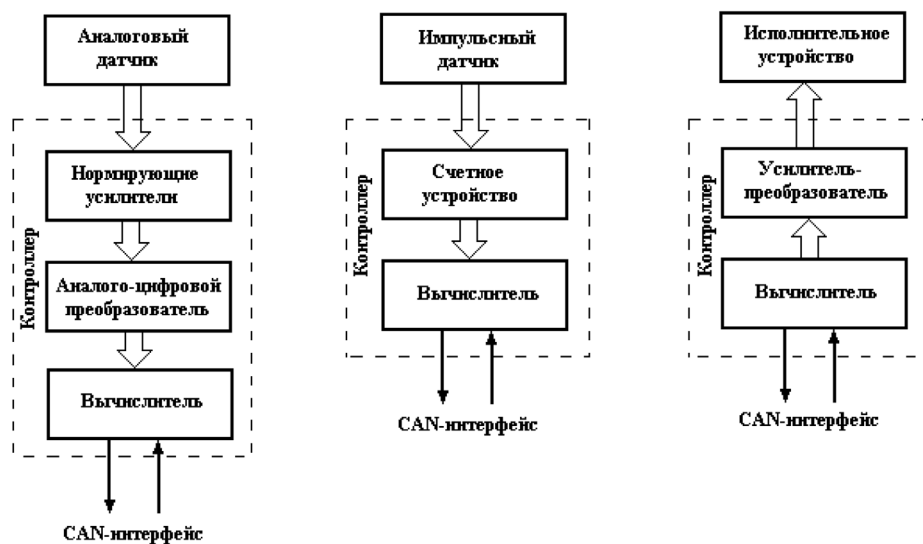 Аналоговый
датчик
Контроллер
Нормирующие
усилители
Аналого-цифровой
преобразователь
Вычислитель
CAN-интерфейс
Импульсный
датчик
Контроллер
Счетное
устройство
Вычислитель
CAN-интерфейс
Исполнительное
устройство
Контроллер
Усилитель-
преобразователь
Вычислитель
CAN-интерфейс